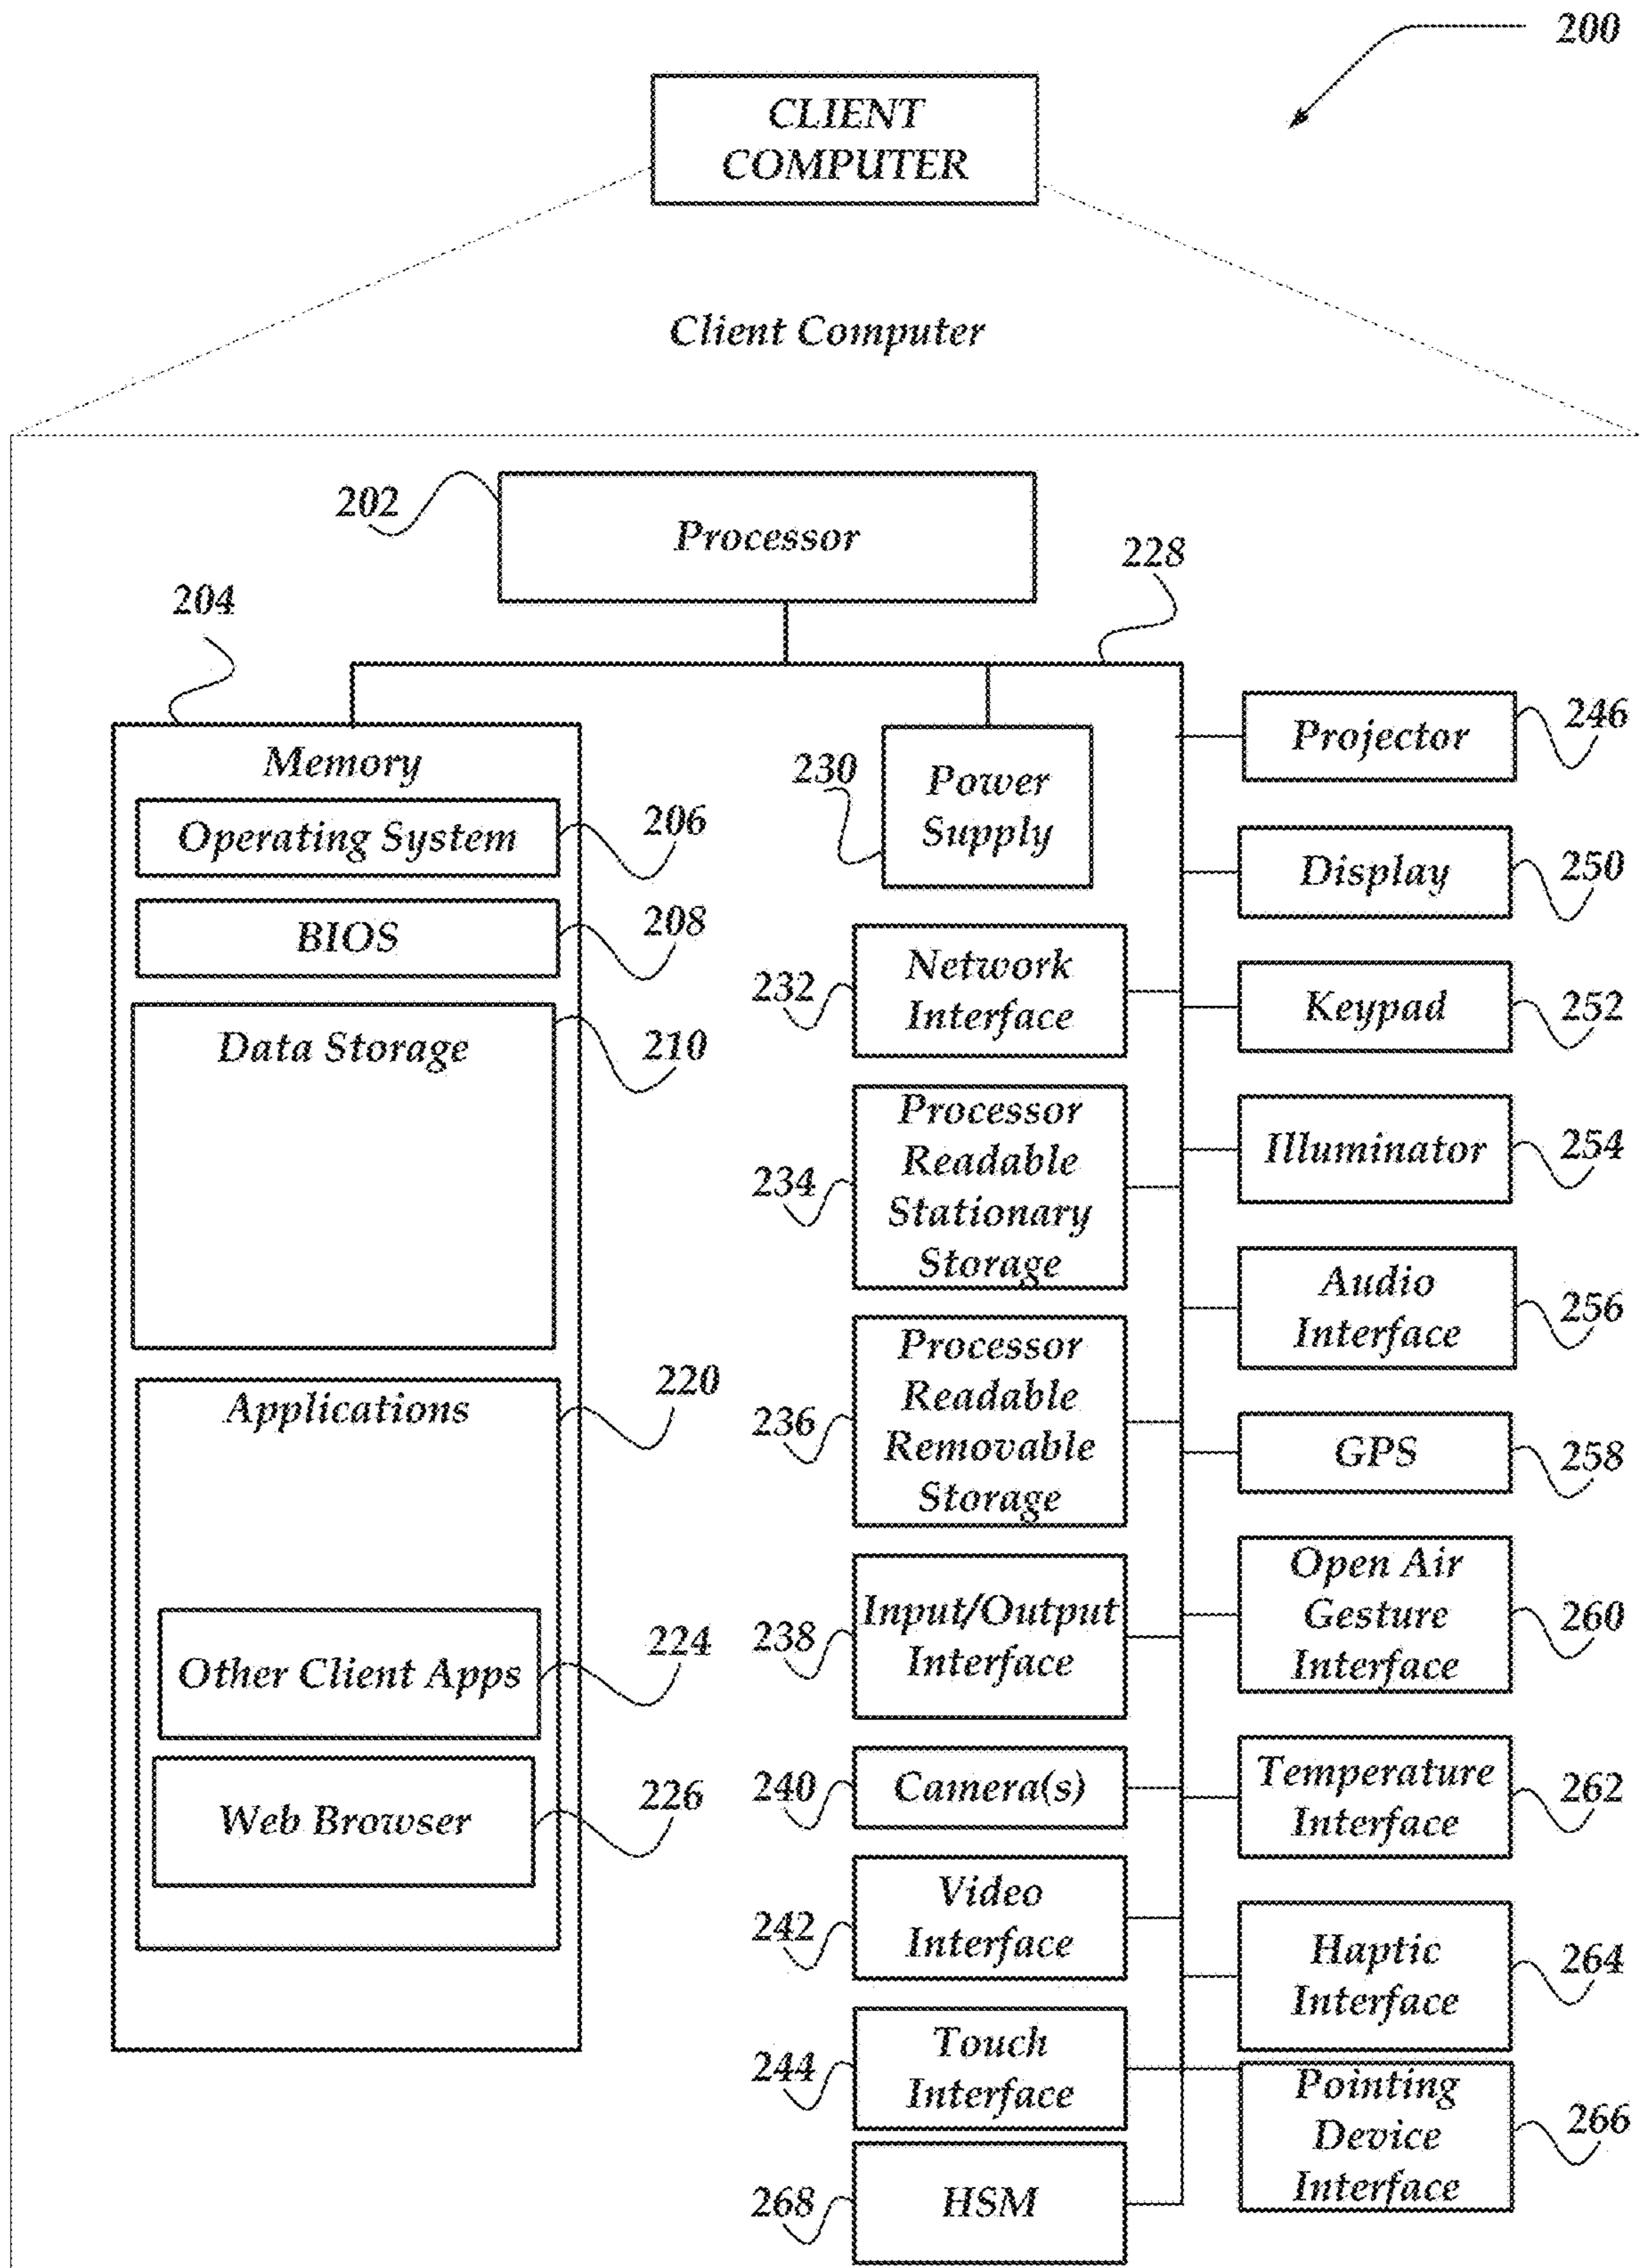 200
CLIENT
COMPUTER
Client Computer
202
Processor
228
204
Memory
Operating System
206
BIOS
208
Data Storage
210
Applications
220
Other Client Apps
224
Web Browser
226
230
Power
Supply
232
Network
Interface
234
Processor
Readable
Stationary
Storage
236
Processor
Readable
Removable
Storage
238
Input/Output
Interface
240
Camera(s)
242
Video
Interface
244
Touch
Interface
268
HSM
Projector
246
Display
250
Keypad
252
Illuminator
254
Audio
Interface
256
GPS
258
Open Air
Gesture
Interface
260
Temperature
Interface
262
Haptic
Interface
264
Pointing
Device
Interface
266